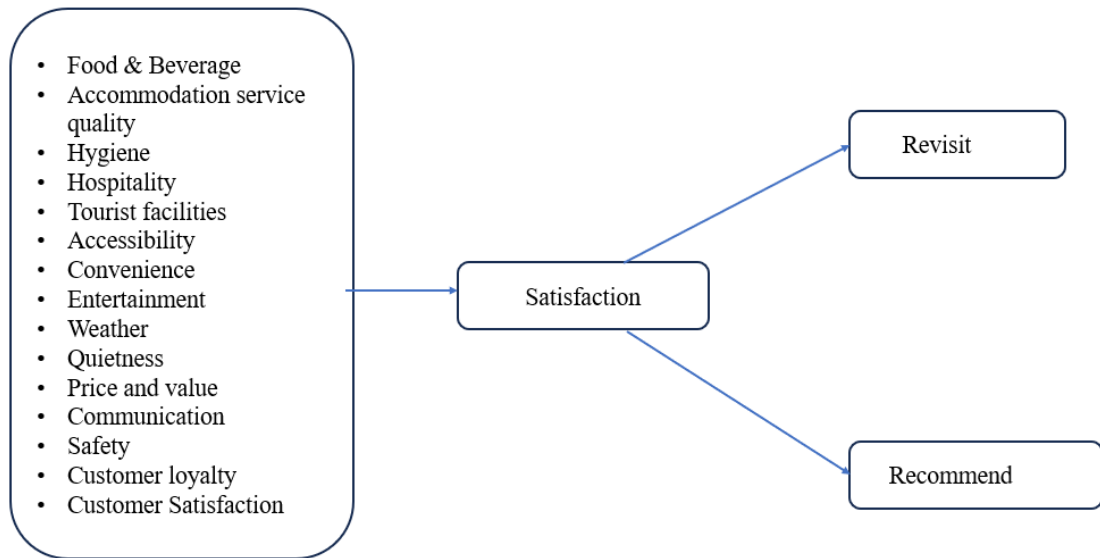 • Food & Beverage
• Accommodation service
quality
• Hygiene
• Hospitality
• Tourist facilities
• Accessibility
• Convenience
• Entertainment
• Weather
• Quietness
• Price and value
• Communication
• Safety
• Customer loyalty
• Customer Satisfaction
Satisfaction
Revisit
Recommend